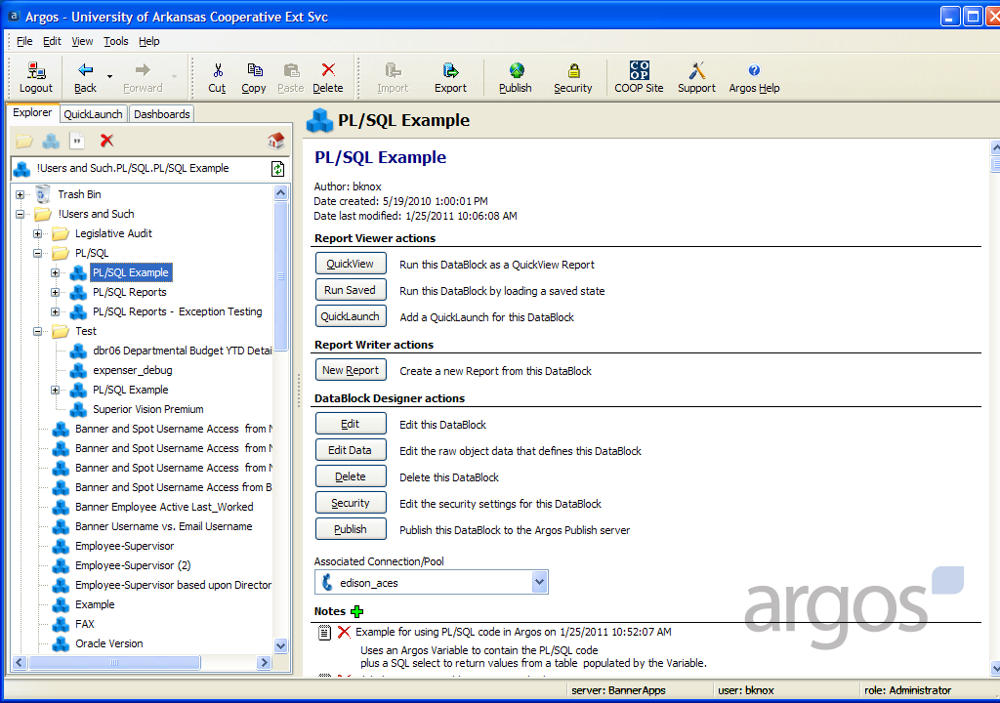 a Argos - University of Arkansas Cooperative Ext Svc
File Edit View Tools Help
Logout Back Forward Cut Copy Paste Delete Import Export Publish Security COOP Site Support Argos Help
CO
OP
Explorer QuickLaunch Dashboards
PL/SQL Example
!Users and Such.PL/SQL.PL/SQL Example
Trash Bin
!Users and Such
Legislative Audit
PL/SQL
PL/SQL Example
PL/SQL Reports
PL/SQL Reports - Exception Testing
Test
dbr06 Departmental Budget YTD Detai
expenser_debug
PL/SQL Example
Superior Vision Premium
Banner and Spot Username Access from N
Banner and Spot Username Access from N
Banner and Spot Username Access from N
Banner and Spot Username Access from B
Banner Employee Active Last_Worked
Banner Username vs. Email Username
Employee-Supervisor
Employee-Supervisor (2)
Employee-Supervisor based upon Director
Example
FAX
Oracle Version
PL/SQL Example
Author: bknox
Date created: 5/19/2010 1:00:01 PM
Date last modified: 1/25/2011 10:06:08 AM
Report Viewer actions
QuickView Run this DataBlock as a QuickView Report
Run Saved Run this DataBlock by loading a saved state
QuickLaunch Add a QuickLaunch for this DataBlock
Report Writer actions
New Report Create a new Report from this DataBlock
DataBlock Designer actions
Edit Edit this DataBlock
Edit Data Edit the raw object data that defines this DataBlock
Delete Delete this DataBlock
Security Edit the security settings for this DataBlock
Publish Publish this DataBlock to the Argos Publish server
Associated Connection/Pool
edison_aces
argos
Notes
Example for using PL/SQL code in Argos on 1/25/2011 10:52:07 AM
Uses an Argos Variable to contain the PL/SQL code
plus a SQL select to return values from a table populated by the Variable.
server: BannerApps user: bknox role: Administrator